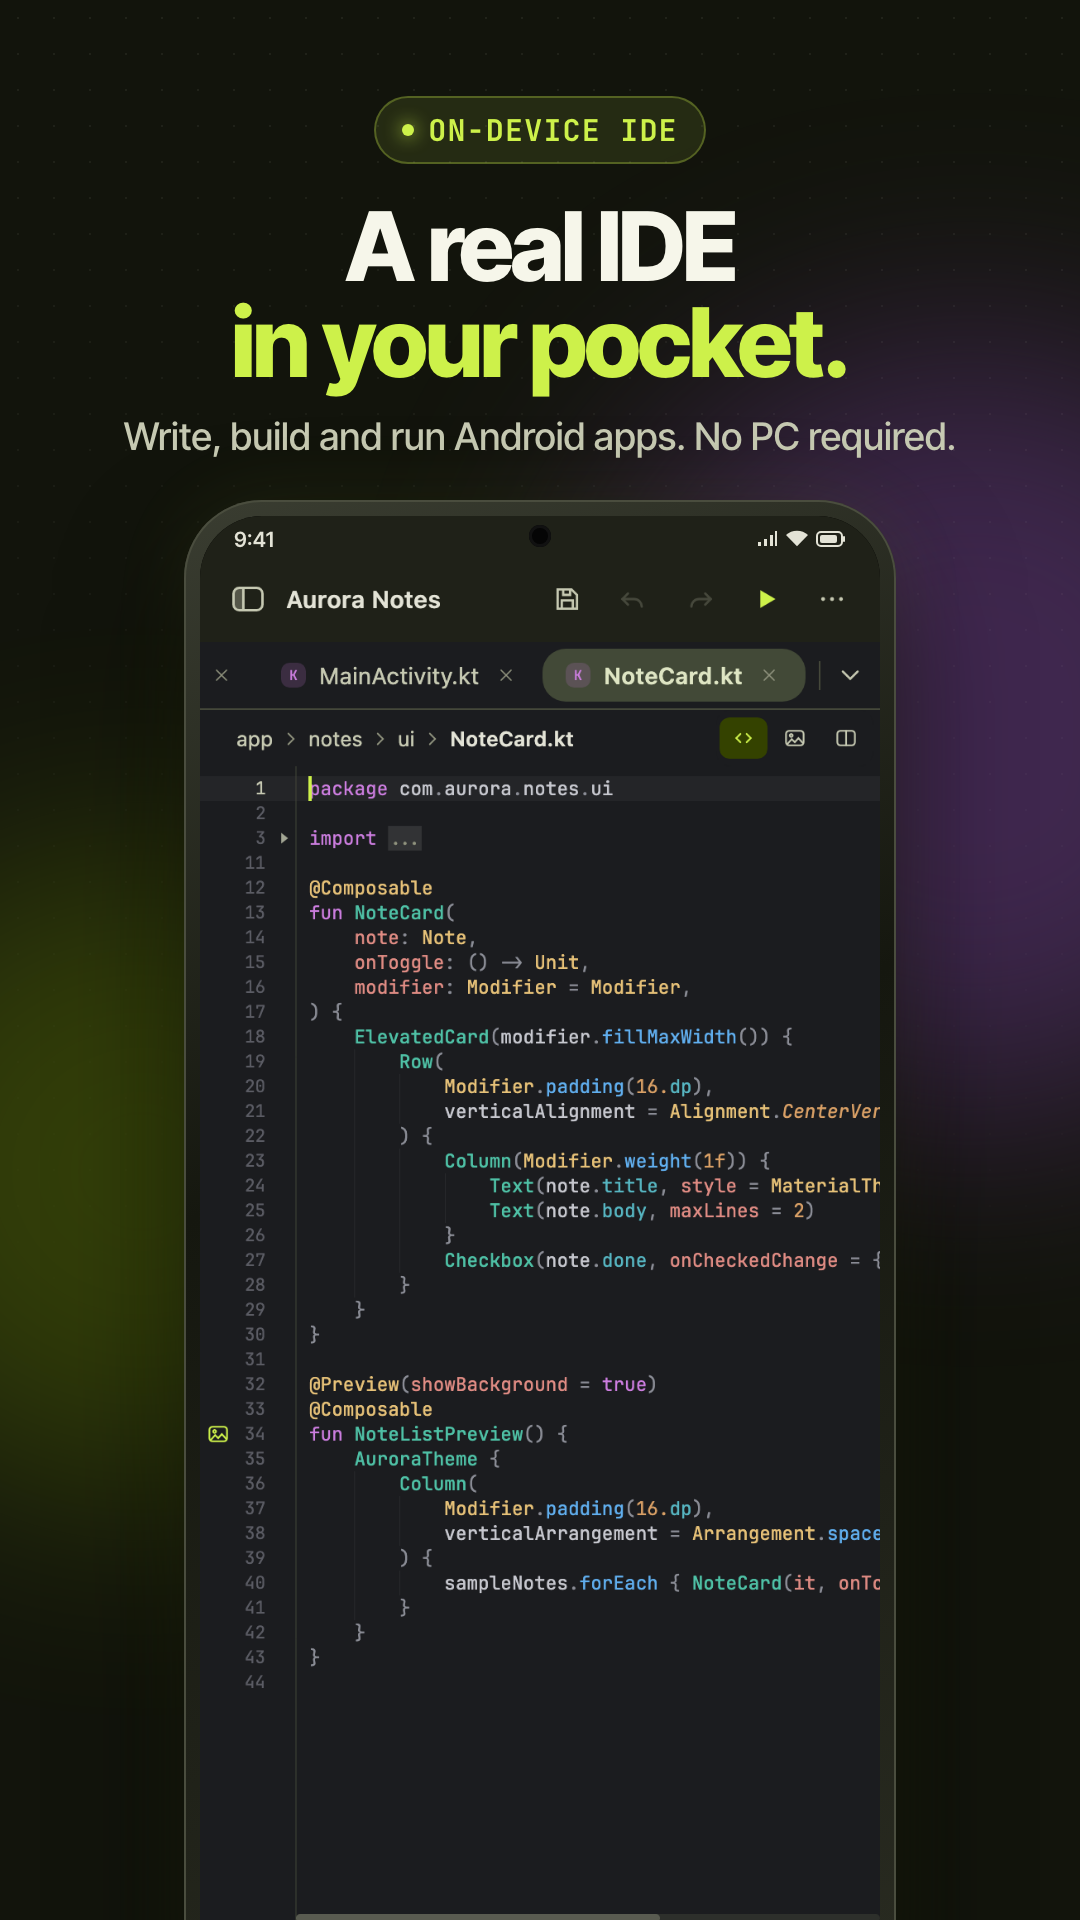 ON-DEVICE IDE
A real IDE
in your pocket.
Write, build and run Android apps. No PC required.
9:41
Aurora Notes
K MainActivity.kt
K NoteCard.kt
app > notes > ui > NoteCard.kt
1 package com.aurora.notes.ui
2
3 import ...
11
12 @Composable
13 fun NoteCard(
14     note: Note,
15     onToggle: () -> Unit,
16     modifier: Modifier = Modifier,
17 ) {
18     ElevatedCard(modifier.fillMaxWidth()) {
19         Row(
20             Modifier.padding(16.dp),
21             verticalAlignment = Alignment.CenterVer
22         ) {
23             Column(Modifier.weight(1f)) {
24                 Text(note.title, style = MaterialTh
25                 Text(note.body, maxLines = 2)
26             }
27             Checkbox(note.done, onCheckedChange = {
28         }
29     }
30 }
31
32 @Preview(showBackground = true)
33 @Composable
34 fun NoteListPreview() {
35     AuroraTheme {
36         Column(
37             Modifier.padding(16.dp),
38             verticalArrangement = Arrangement.space
39         ) {
40             sampleNotes.forEach { NoteCard(it, onTo
41         }
42     }
43 }
44